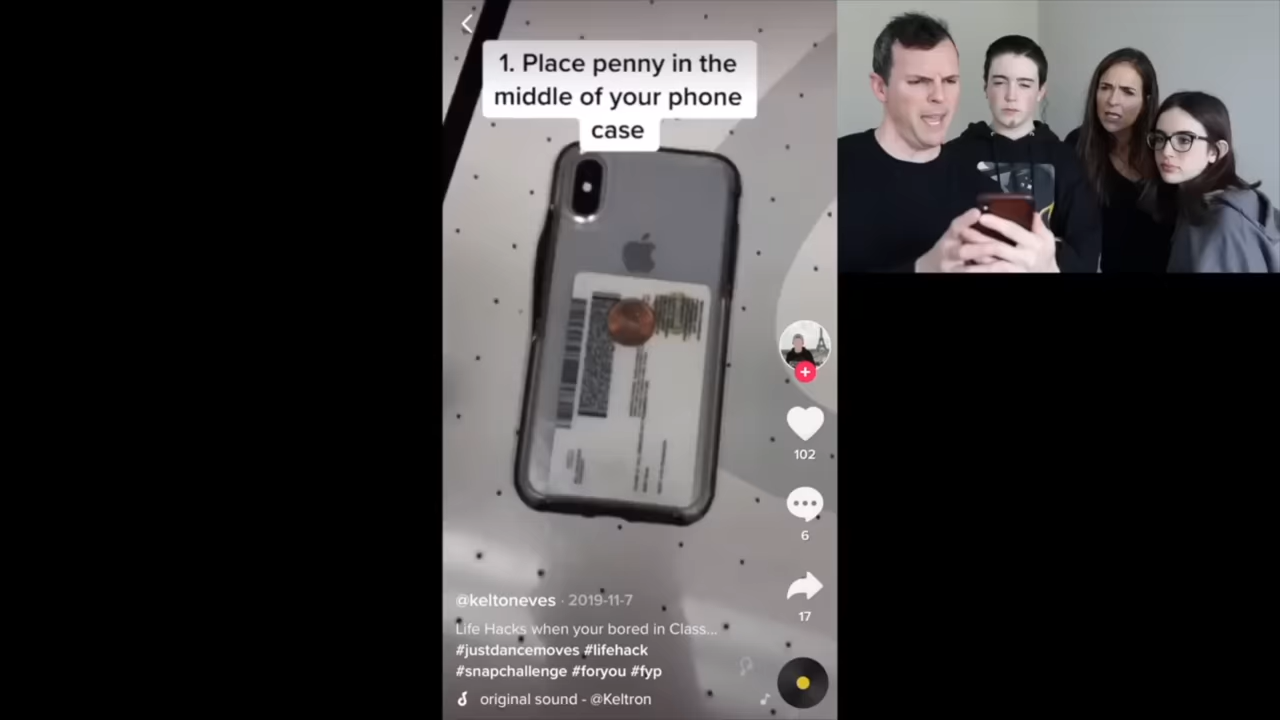 1. Place penny in the
middle of your phone
case
102
6
17
@keltoneves · 2019-11-7
Life Hacks when your bored in Class...
#justdancemoves #lifehack
#snapchallenge #foryou #fyp
original sound - @Keltron